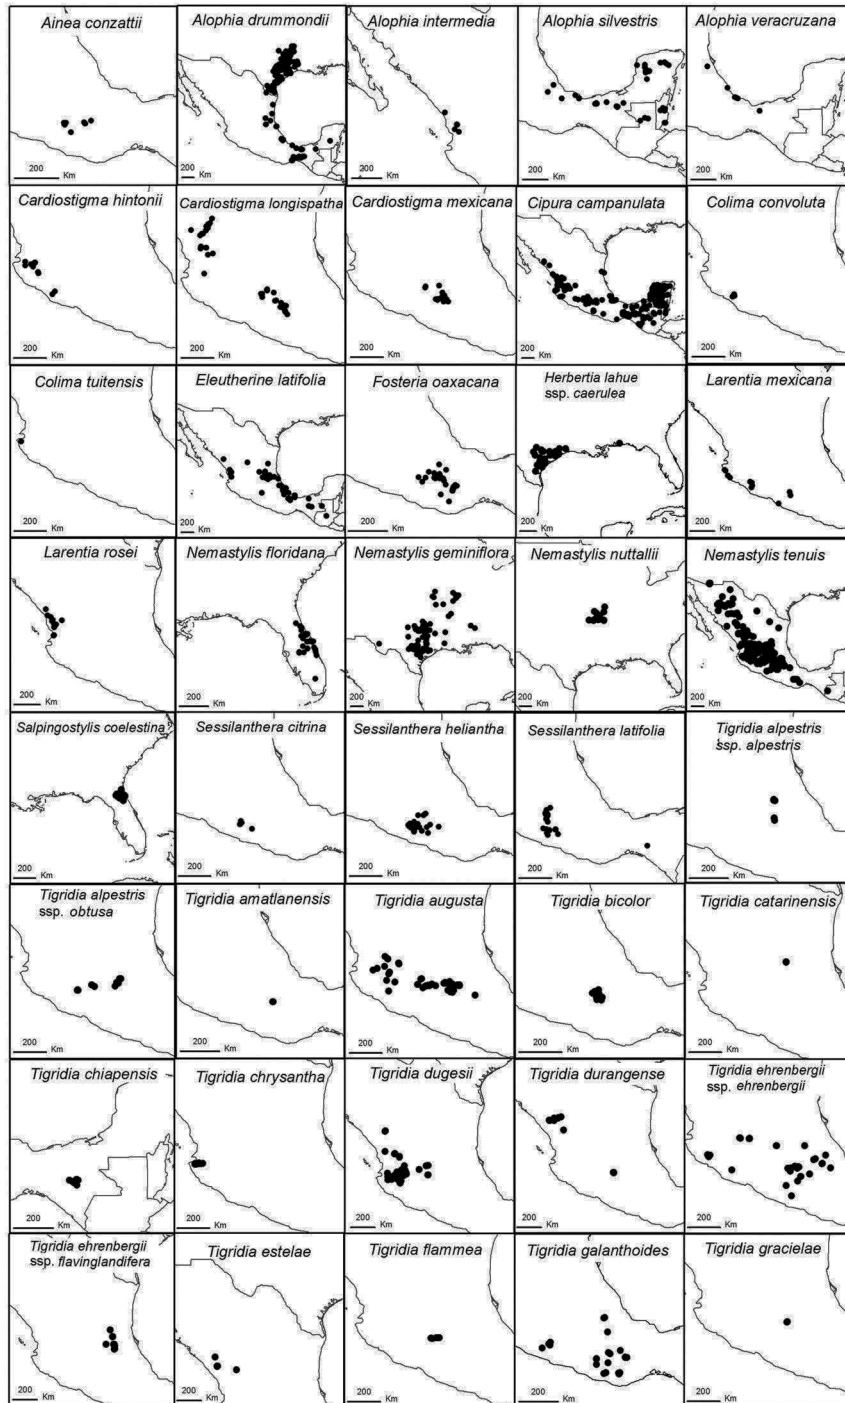 Ainea conzattii
200 Km
Alophia drummondii
200 Km
Alophia intermedia
200 Km
Alophia silvestris
200 Km
Alophia veracruzana
200 Km
Cardiostigma hintonii
200 Km
Cardiostigma longispatha
200 Km
Cardiostigma mexicana
200 Km
Cipura campanulata
200 Km
Colima convoluta
200 Km
Colima tuitensis
200 Km
Eleutherine latifolia
200 Km
Fosteria oaxacana
200 Km
Herbertia lahue
ssp. caerulea
200 Km
Larentia mexicana
200 Km
Larentia rosei
200 Km
Nemastylis floridana
200 Km
Nemastylis geminiflora
200 Km
Nemastylis nuttallii
200 Km
Nemastylis tenuis
200 Km
Salpingostylis coelestina
200 Km
Sessilanthera citrina
200 Km
Sessilanthera heliantha
200 Km
Sessilanthera latifolia
200 Km
Tigridia alpestris
ssp. alpestris
200 Km
Tigridia alpestris
ssp. obtusa
200 Km
Tigridia amatlanensis
200 Km
Tigridia augusta
200 Km
Tigridia bicolor
200 Km
Tigridia catarinensis
200 Km
Tigridia chiapensis
200 Km
Tigridia chrysantha
200 Km
Tigridia dugesii
200 Km
Tigridia durangense
200 Km
Tigridia ehrenbergii
ssp. ehrenbergii
200 Km
Tigridia ehrenbergii
ssp. flavinglandifera
200 Km
Tigridia estelae
200 Km
Tigridia flammea
200 Km
Tigridia galanthoides
200 Km
Tigridia gracielae
200 Km